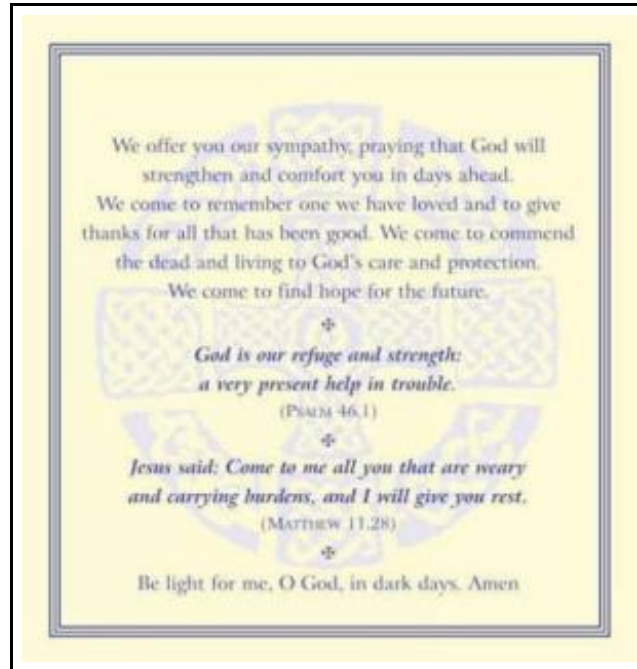 We offer you our sympathy, praying that God will
strengthen and comfort you in days ahead.
We come to remember one we have loved and to give
thanks for all that has been good. We come to commend
the dead and living to God's care and protection.
We come to find hope for the future.
God is our refuge and strength:
a very present help in trouble.
(PSALM 46.1)
Jesus said: Come to me all you that are weary
and carrying burdens, and I will give you rest.
(MATTHEW 11.28)
Be light for me, O God, in dark days. Amen